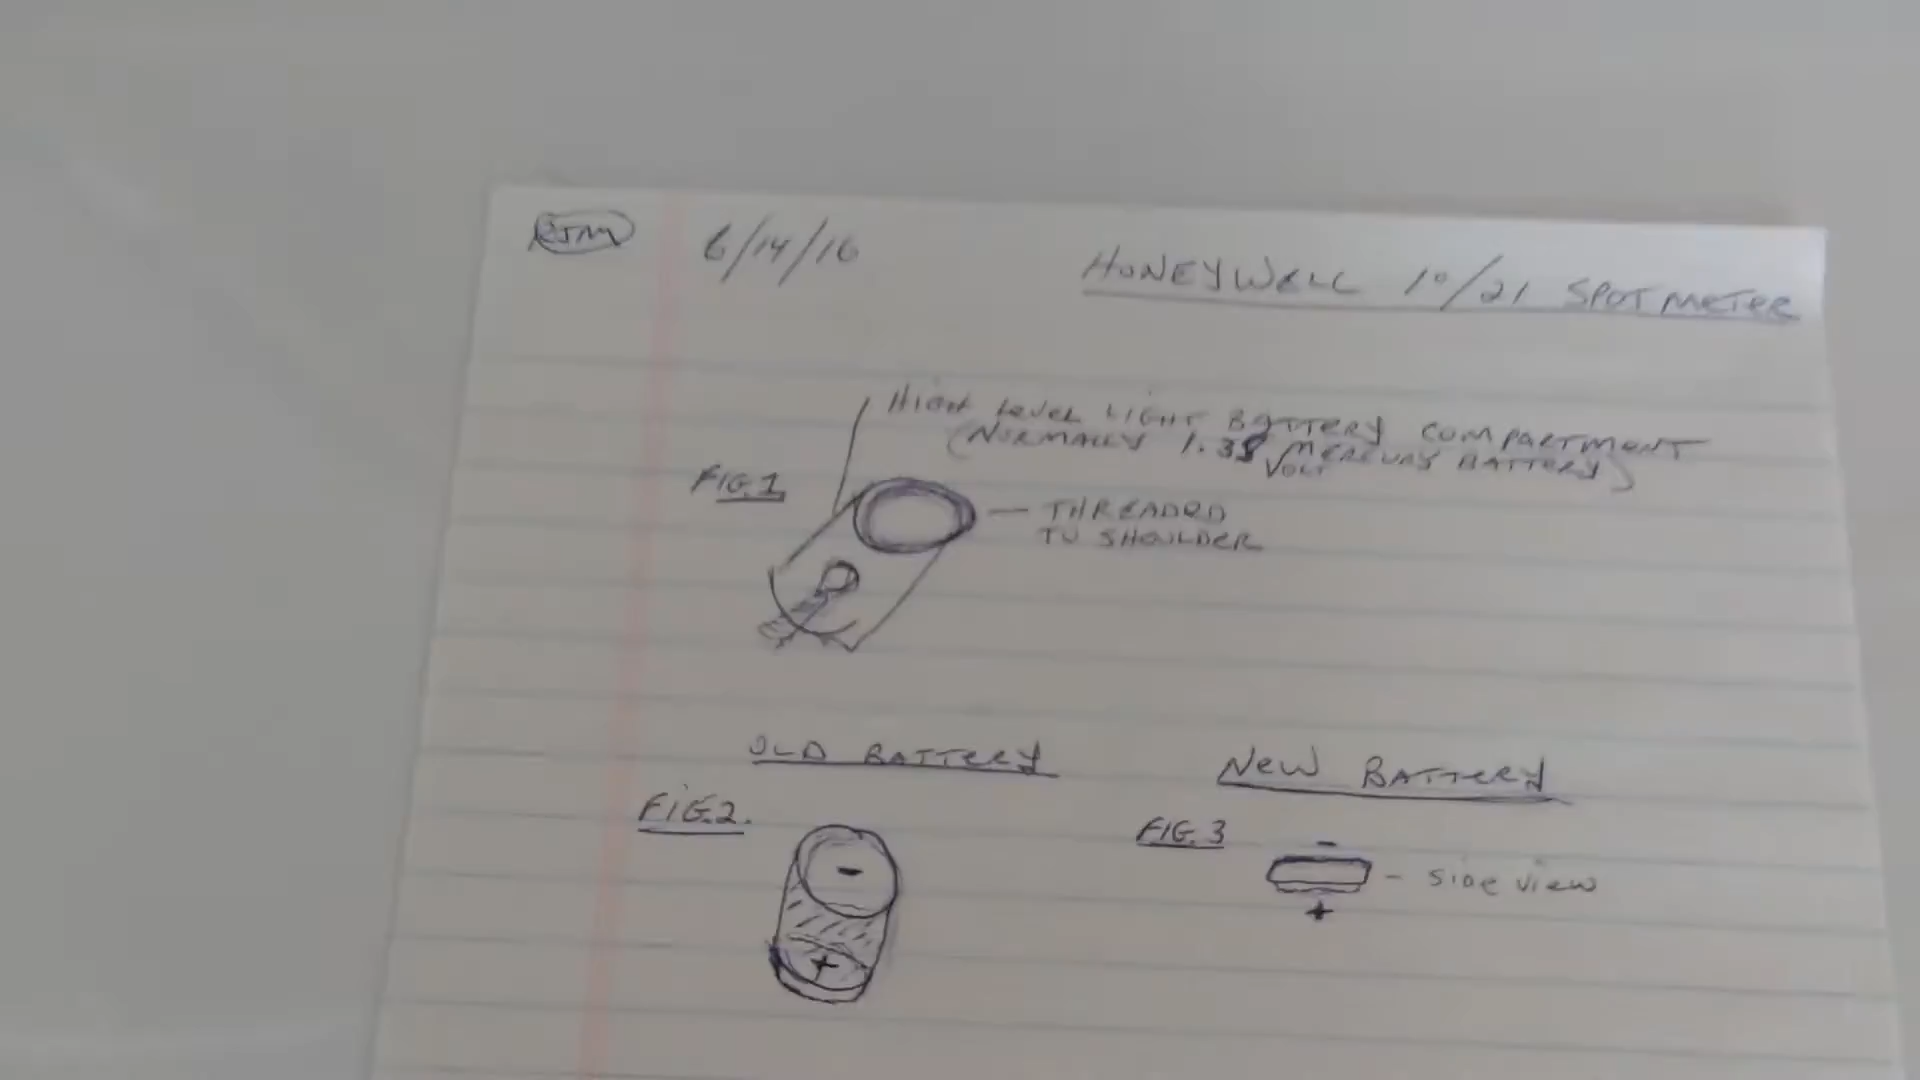 RJM 6/14/16 HONEYWELL 1°/21 SPOTMETER
HIGH LEVEL LIGHT BATTERY COMPARTMENT
(NORMALLY 1.35 VOLT MERCURY BATTERY)
FIG.1
— THREADED
TO SHOULDER
OLD BATTERY
NEW BATTERY
FIG.2.
FIG.3
-
- SIDE VIEW
+
-
+